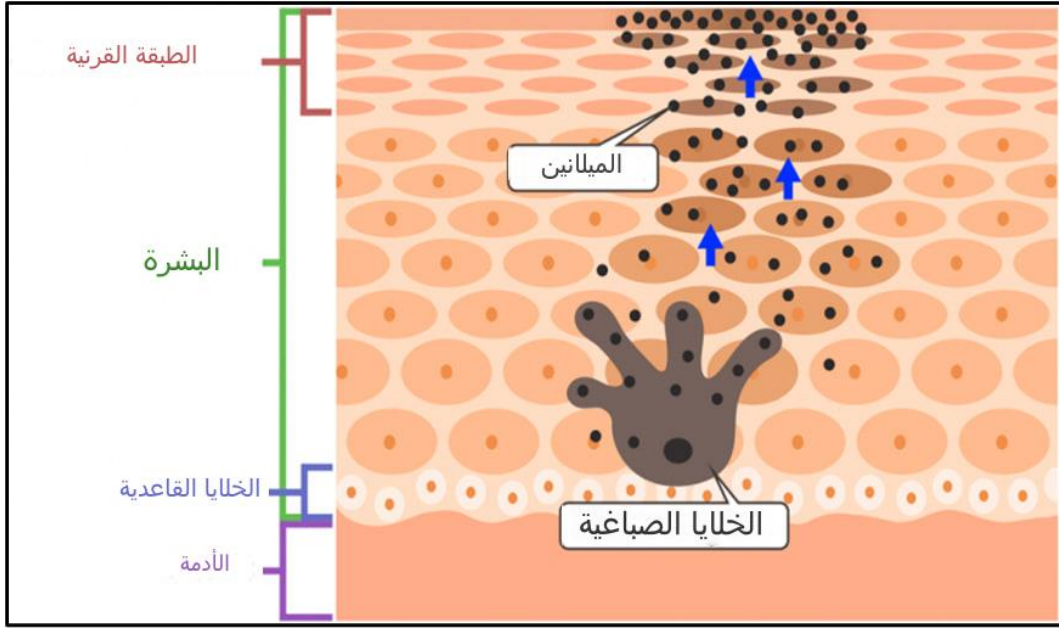 الطبقة القرنية
الميلانين
البشرة
الخلايا القاعدية
الخلايا الصباغية
الأدمة